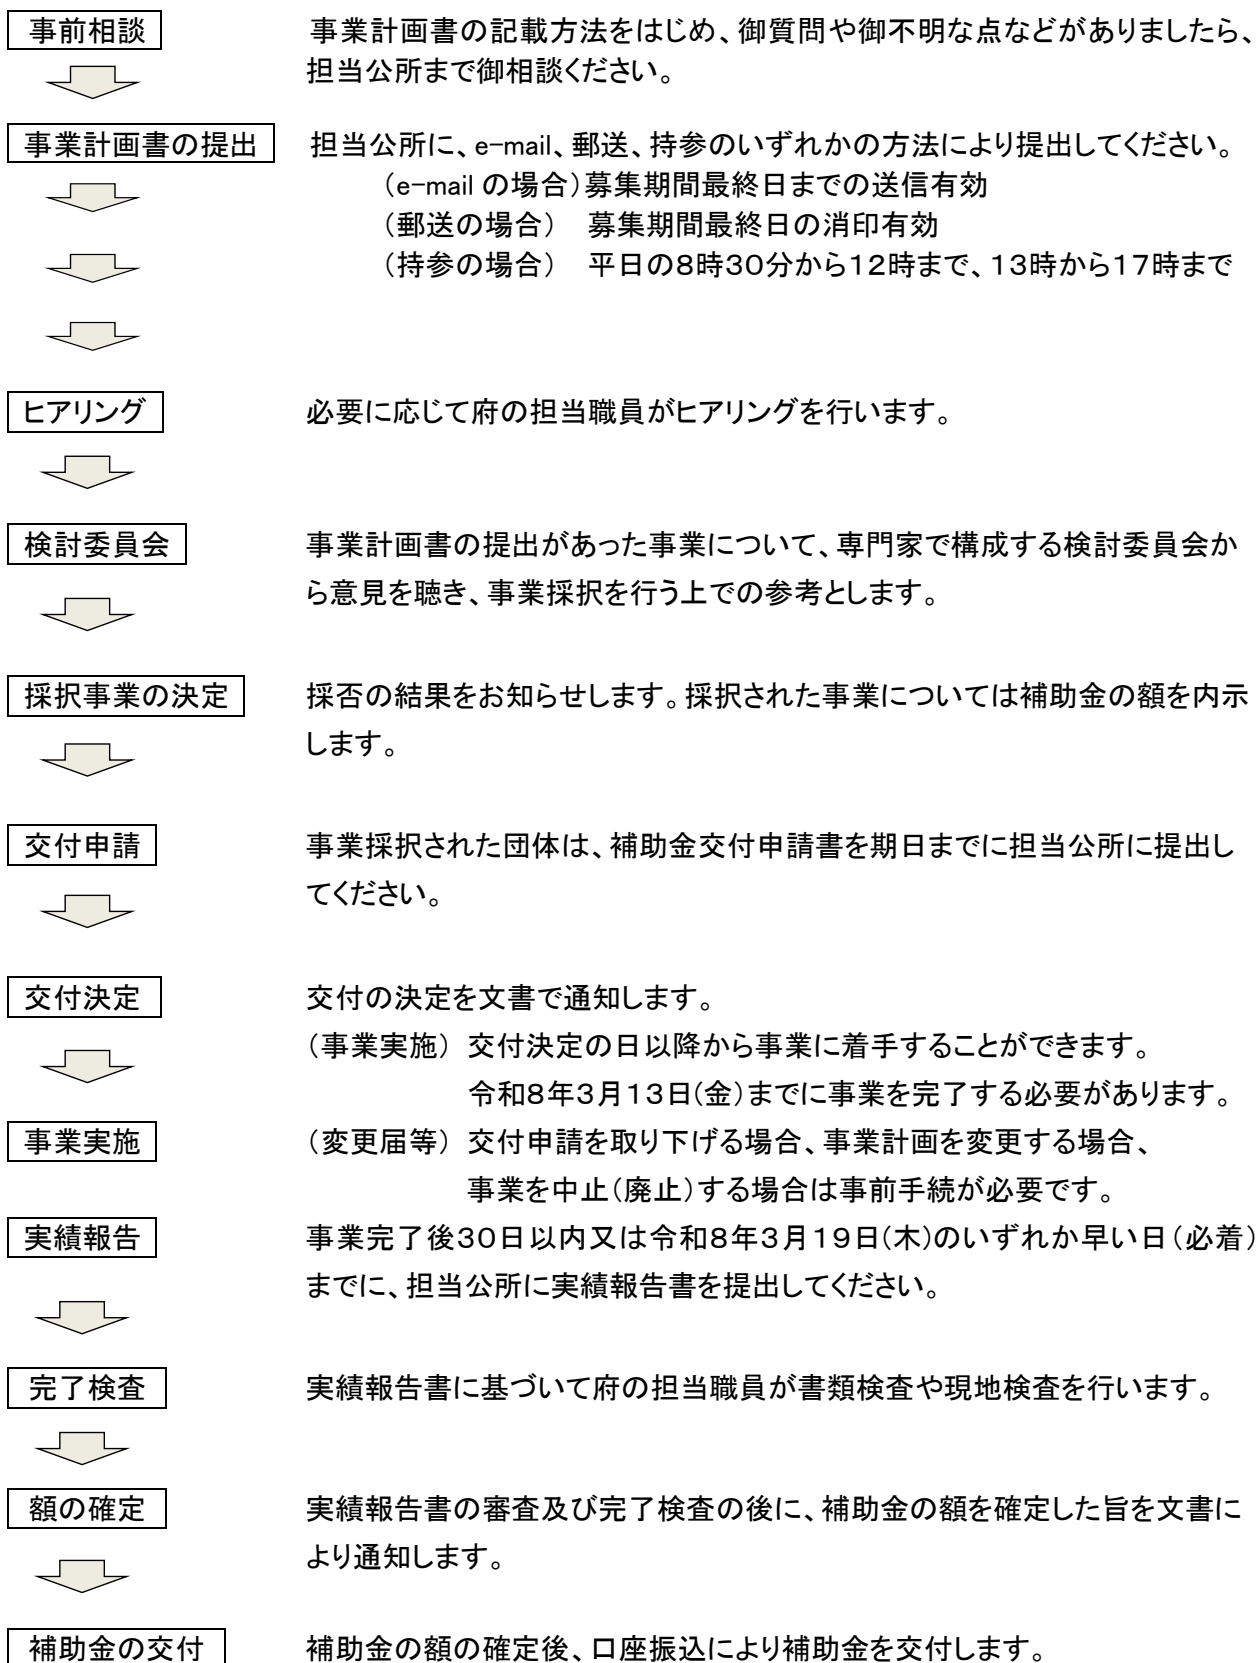 事前相談　事業計画書の記載方法をはじめ、御質問や御不明な点などがありましたら、
担当公所まで御相談ください。
事業計画書の提出　担当公所に、e-mail、郵送、持参のいずれかの方法により提出してください。
（e-mail の場合）募集期間最終日までの送信有効
（郵送の場合）　募集期間最終日の消印有効
（持参の場合）　平日の８時３０分から１２時まで、１３時から１７時まで
ヒアリング　必要に応じて府の担当職員がヒアリングを行います。
検討委員会　事業計画書の提出があった事業について、専門家で構成する検討委員会か
ら意見を聴き、事業採択を行う上での参考とします。
採択事業の決定　採否の結果をお知らせします。採択された事業については補助金の額を内示
します。
交付申請　事業採択された団体は、補助金交付申請書を期日までに担当公所に提出し
てください。
交付決定　交付の決定を文書で通知します。
（事業実施）　交付決定の日以降から事業に着手することができます。
令和８年３月１３日(金)までに事業を完了する必要があります。
事業実施　（変更届等）　交付申請を取り下げる場合、事業計画を変更する場合、
事業を中止（廃止）する場合は事前手続が必要です。
実績報告　事業完了後３０日以内又は令和８年３月１９日(木)のいずれか早い日（必着）
までに、担当公所に実績報告書を提出してください。
完了検査　実績報告書に基づいて府の担当職員が書類検査や現地検査を行います。
額の確定　実績報告書の審査及び完了検査の後に、補助金の額を確定した旨を文書に
より通知します。
補助金の交付　補助金の額の確定後、口座振込により補助金を交付します。